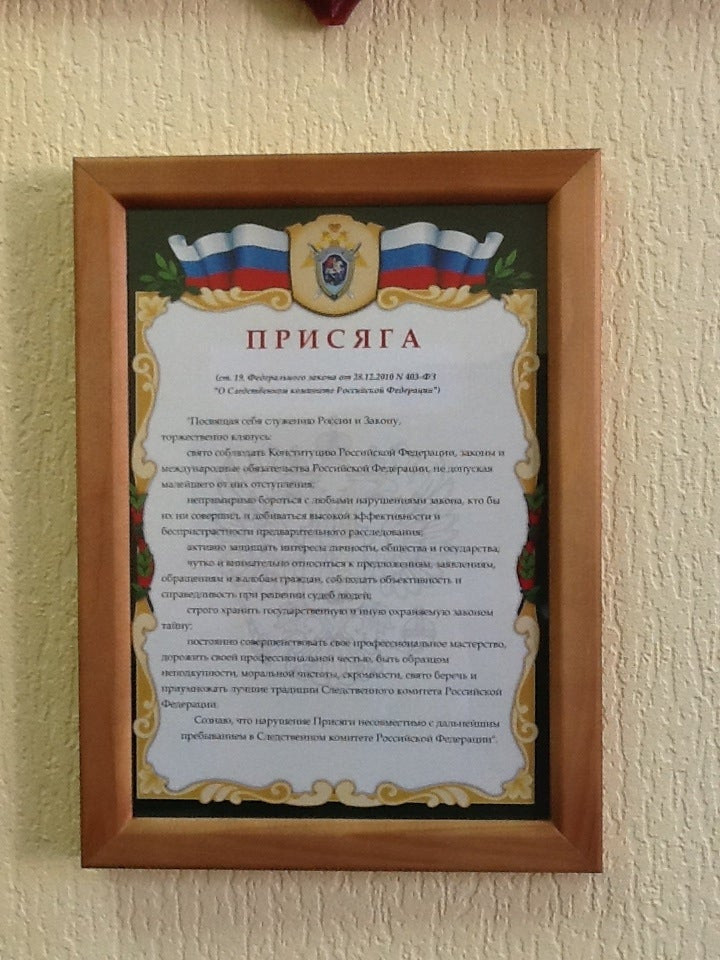 ПРИСЯГА
(ст. 19, Федерального закона от 28.12.2010 N 403-ФЗ
"О Следственном комитете Российской Федерации")
"Посвящая себя служению России и Закону,
торжественно клянусь:
свято соблюдать Конституцию Российской Федерации, законы и
международные обязательства Российской Федерации, не допуская
малейшего от них отступления;
непримиримо бороться с любыми нарушениями закона, кто бы
их ни совершил, и добиваться высокой эффективности и
беспристрастности предварительного расследования;
активно защищать интересы личности, общества и государства;
чутко и внимательно относиться к предложениям, заявлениям,
обращениям и жалобам граждан, соблюдать объективность и
справедливость при решении судеб людей;
строго хранить государственную и иную охраняемую законом
тайну;
постоянно совершенствовать свое профессиональное мастерство,
дорожить своей профессиональной честью, быть образцом
неподкупности, моральной чистоты, скромности, свято беречь и
приумножать лучшие традиции Следственного комитета Российской
Федерации.
Сознаю, что нарушение Присяги несовместимо с дальнейшим
пребыванием в Следственном комитете Российской Федерации".